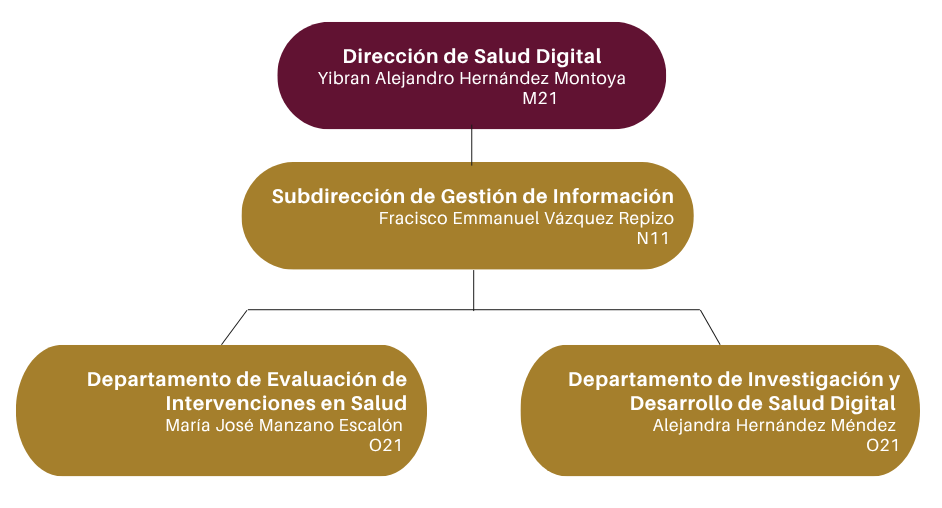 Dirección de Salud Digital
Yibran Alejandro Hernández Montoya
M21
Subdirección de Gestión de Información
Fracisco Emmanuel Vázquez Repizo
N11
Departamento de Evaluación de
Intervenciones en Salud
María José Manzano Escalón
O21
Departamento de Investigación y
Desarrollo de Salud Digital
Alejandra Hernández Méndez
O21